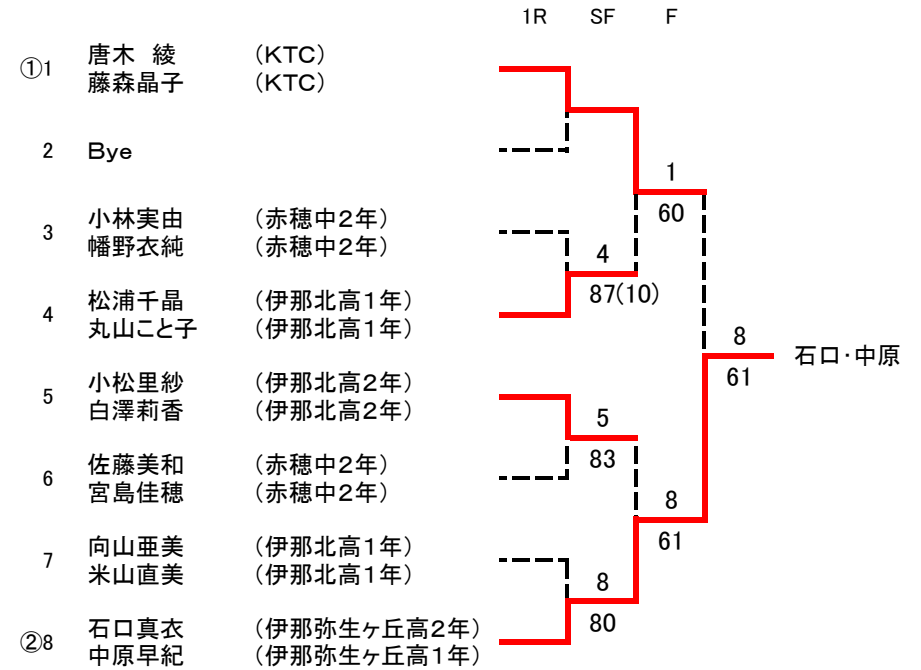 1R SF F
①1 唐木 綾 (KTC)
藤森晶子 (KTC)
2 Bye
1
60
3 小林実由 (赤穂中2年)
幡野衣純 (赤穂中2年)
4
87(10)
4 松浦千晶 (伊那北高1年)
丸山こと子 (伊那北高1年)
8
61
石口・中原
5 小松里紗 (伊那北高2年)
白澤莉香 (伊那北高2年)
5
83
6 佐藤美和 (赤穂中2年)
宮島佳穂 (赤穂中2年)
8
61
7 向山亜美 (伊那北高1年)
米山直美 (伊那北高1年)
8
80
②8 石口真衣 (伊那弥生ヶ丘高2年)
中原早紀 (伊那弥生ヶ丘高1年)